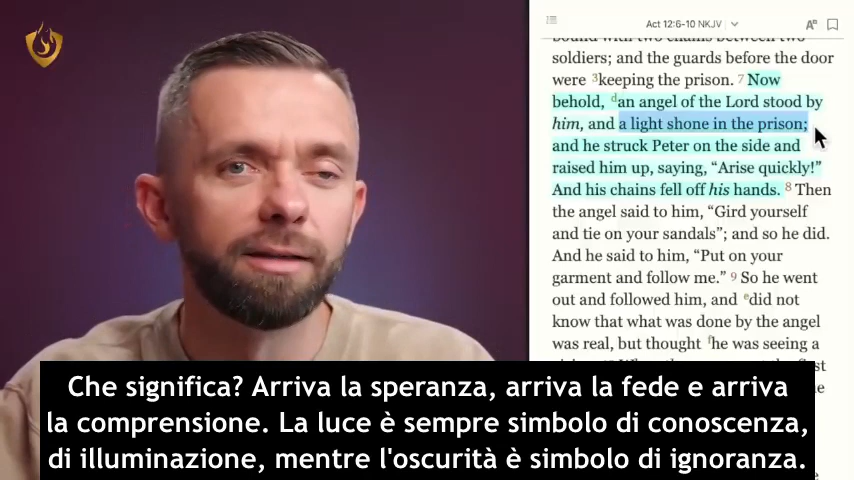 Act 12:6-10 NKJV
soldiers; and the guards before the door
were 3keeping the prison. 7 Now
behold, dan angel of the Lord stood by
him, and a light shone in the prison;
and he struck Peter on the side and
raised him up, saying, “Arise quickly!”
And his chains fell off his hands. 8 Then
the angel said to him, “Gird yourself
and tie on your sandals”; and so he did.
And he said to him, “Put on your
garment and follow me.” 9 So he went
out and followed him, and edid not
know that what was done by the angel
was real, but thought fhe was seeing a
Che significa? Arriva la speranza, arriva la fede e arriva
la comprensione. La luce è sempre simbolo di conoscenza,
di illuminazione, mentre l'oscurità è simbolo di ignoranza.